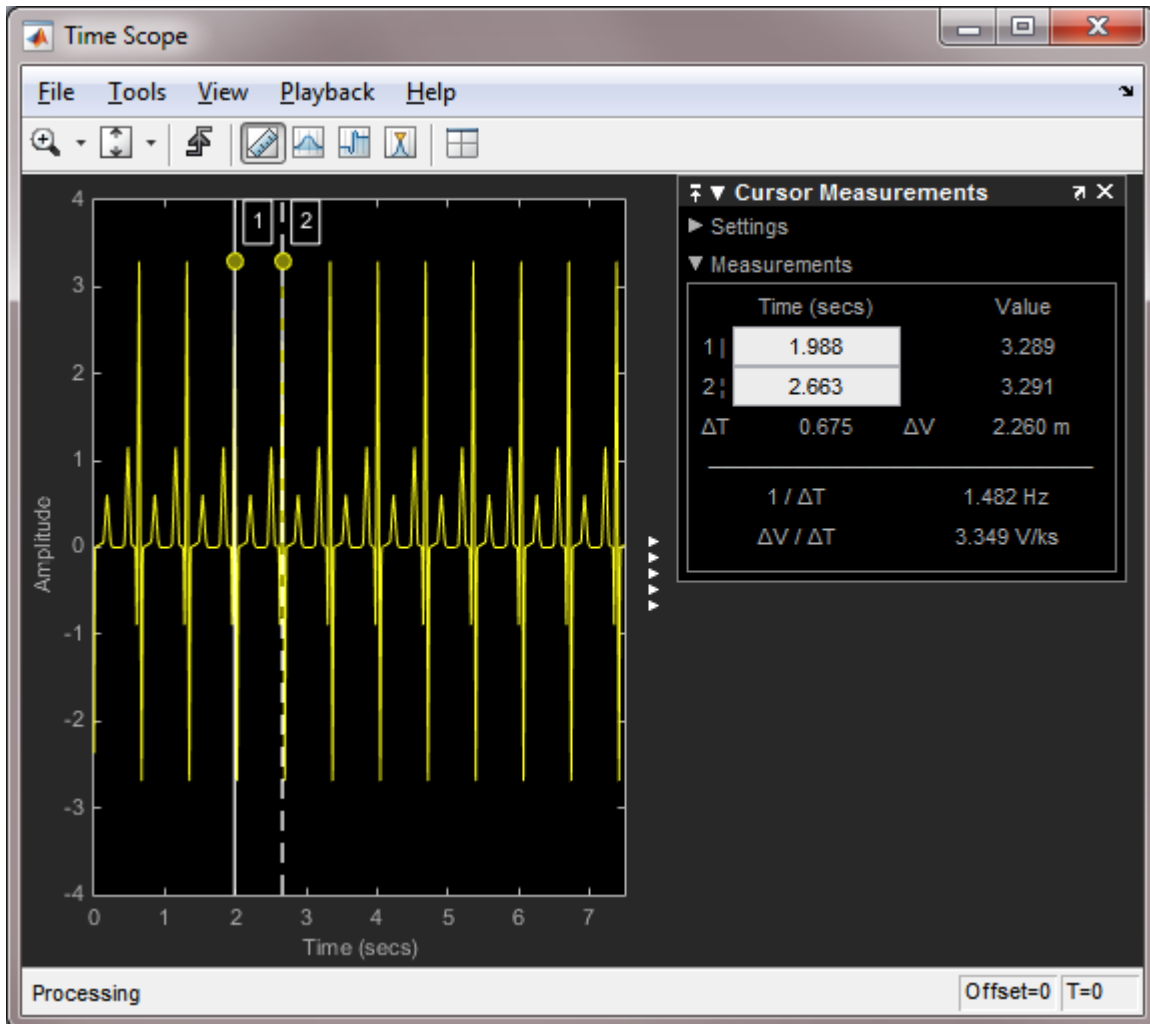 Time Scope
File Tools View Playback Help
4
3
2
1
0
-1
-2
-3
-4
Amplitude
1 2
0 1 2 3 4 5 6 7
Time (secs)
Cursor Measurements
Settings
Measurements
Time (secs) Value
1 | 1.988 3.289
2 ¦ 2.663 3.291
ΔT 0.675 ΔV 2.260 m
1 / ΔT 1.482 Hz
ΔV / ΔT 3.349 V/ks
Processing Offset=0 T=0